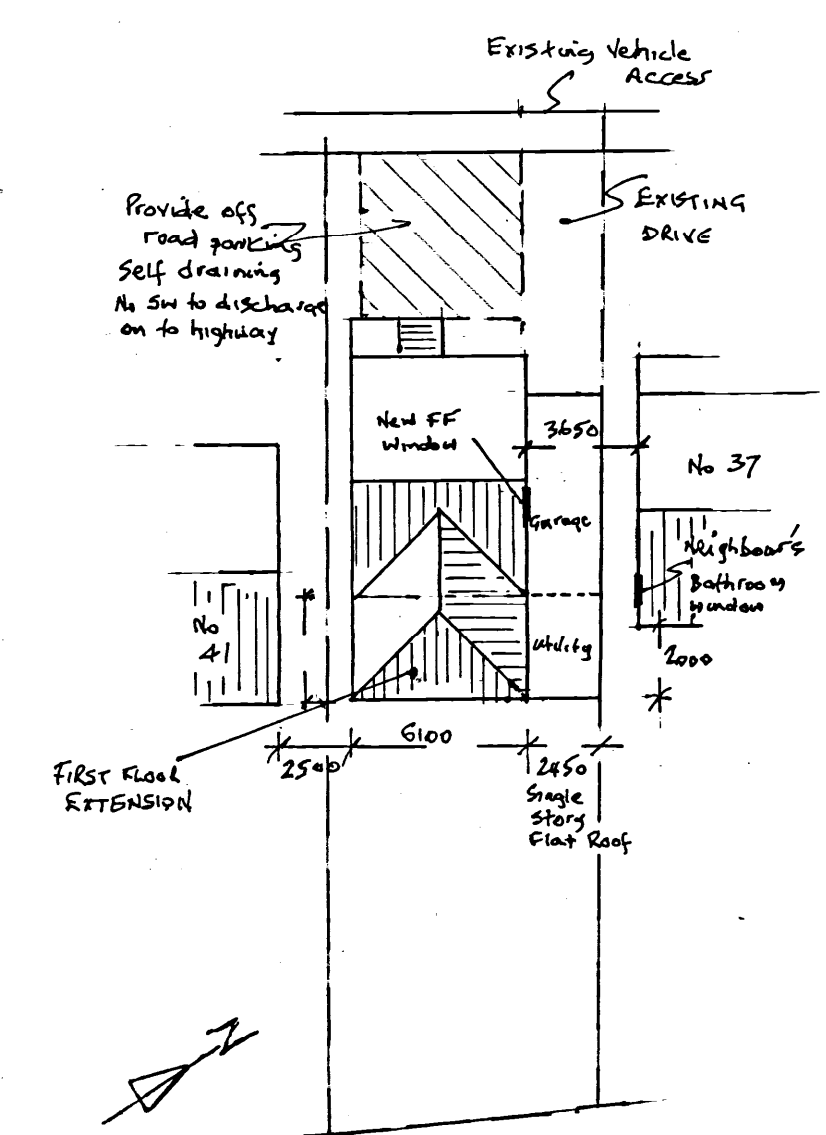 Existing Vehicle
Access
Provide off
road parking
Self draining
No SW to discharge
on to highway
EXISTING
DRIVE
New FF
Window
3650
No 37
Garage
Neighbour's
Bathroom
window
No
41
Utility
2000
6100
2500
2450
FIRST FLOOR
EXTENSION
Single
Story
Flat Roof
N